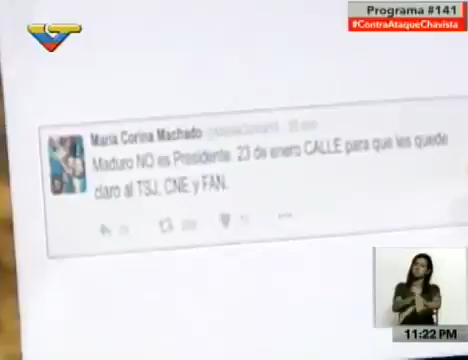 Programa #141
#ContraAtaqueChavista
María Corina Machado
Maduro NO es Presidente. 23 de enero CALLE para que les quede
claro al TSJ, CNE y FAN.
11:22 PM